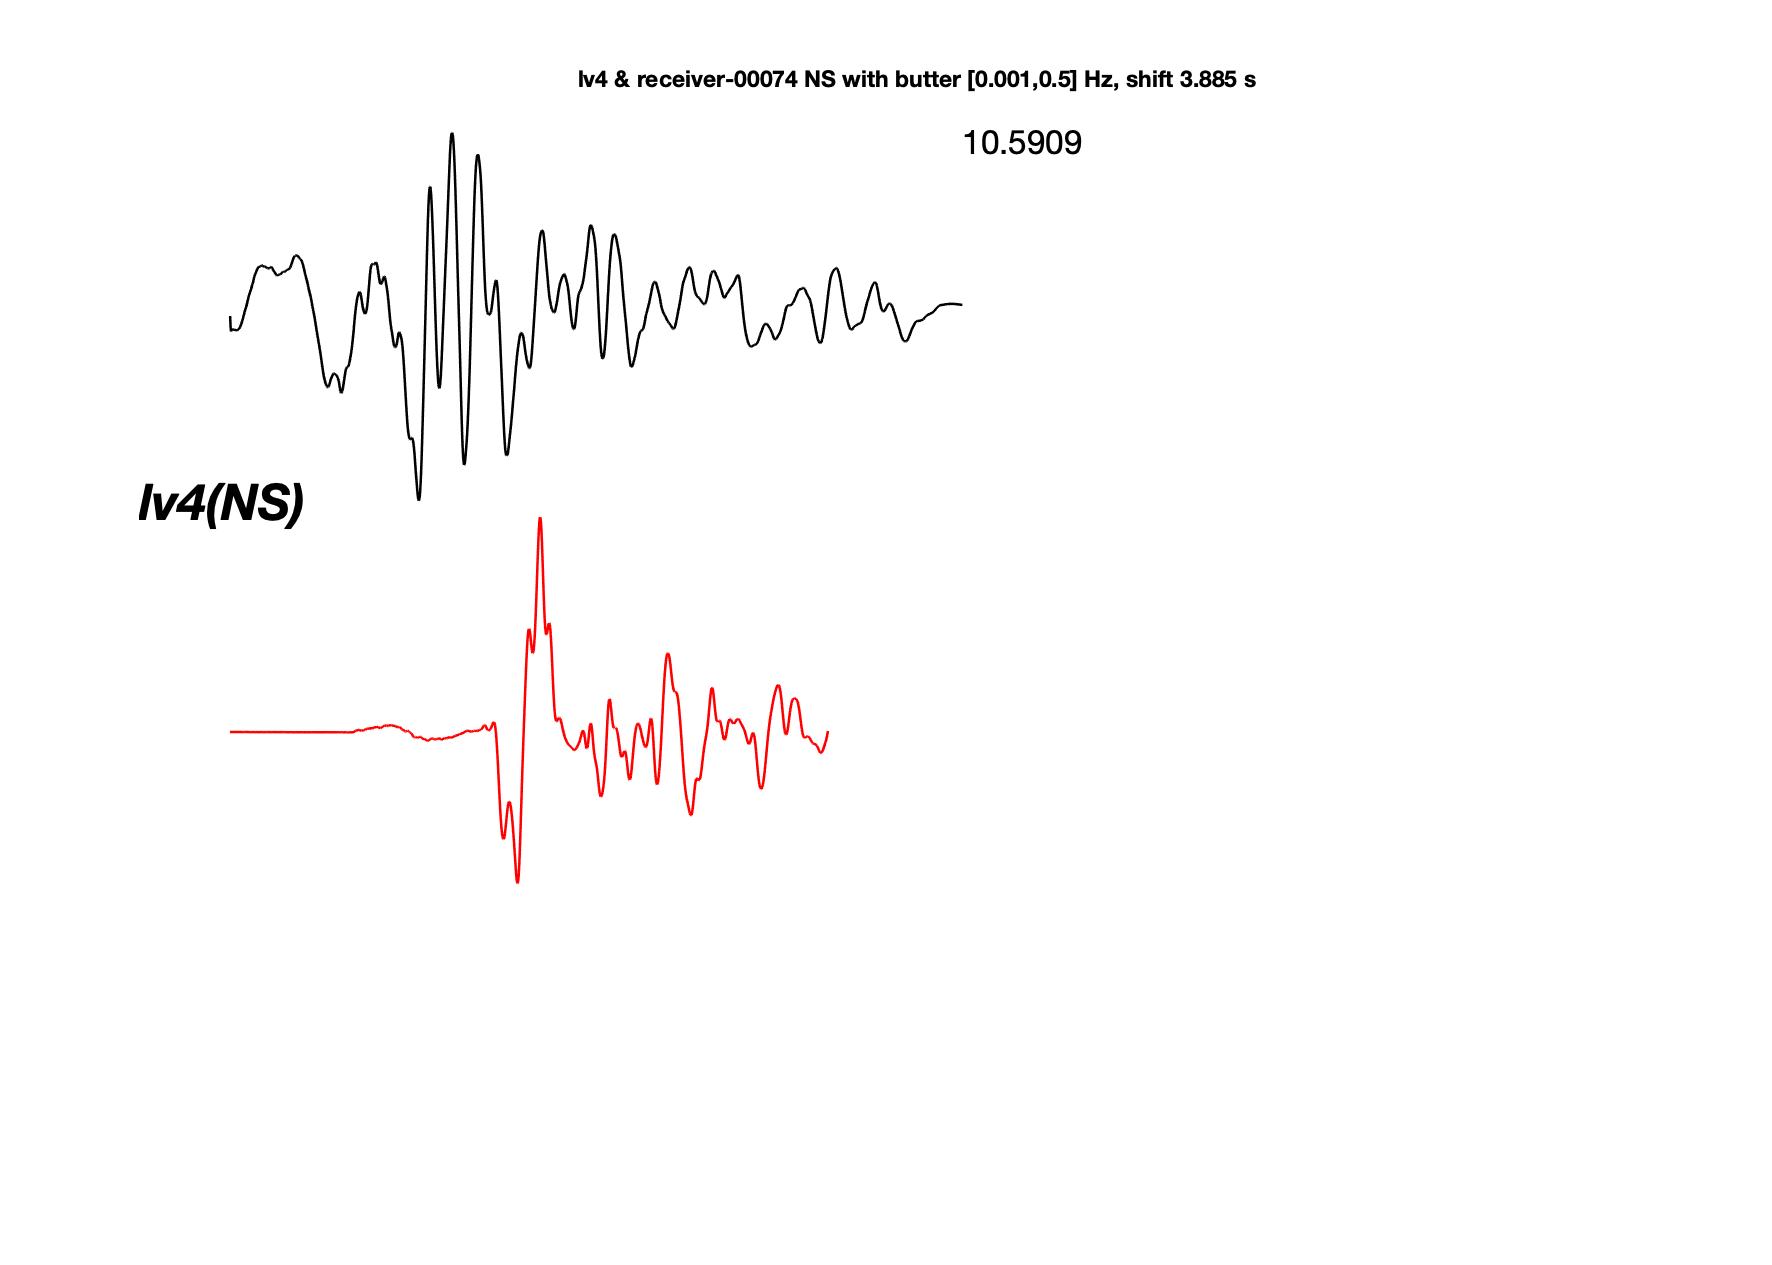 lv4 & receiver-00074 NS with butter [0.001,0.5] Hz, shift 3.885 s
10.5909
lv4(NS)